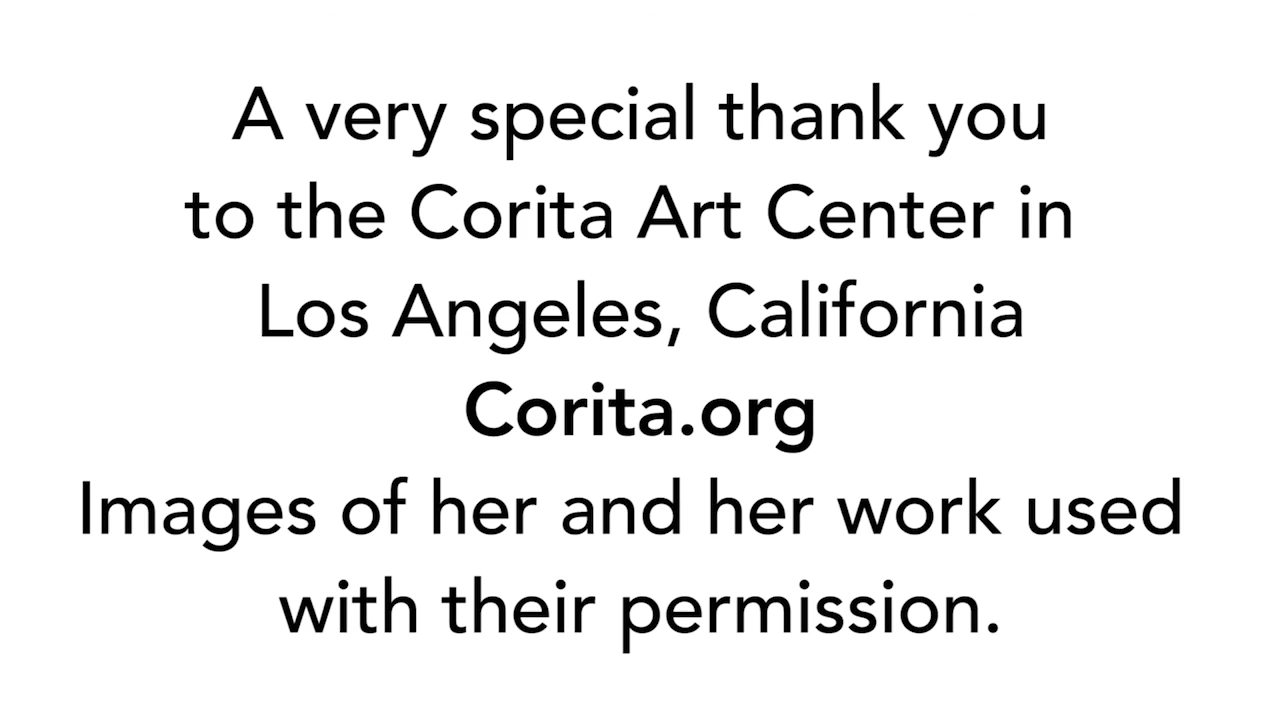 A very special thank you
to the Corita Art Center in
Los Angeles, California
Corita.org
Images of her and her work used
with their permission.